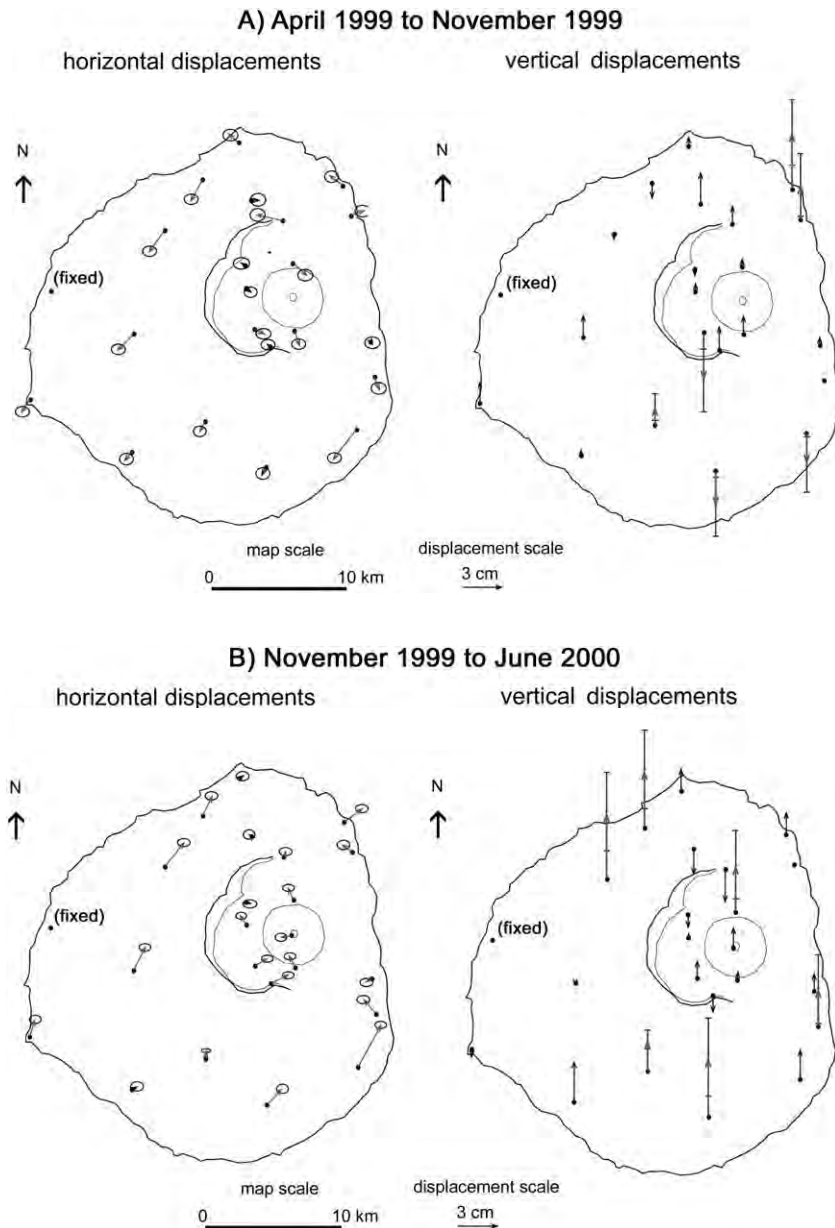 A) April 1999 to November 1999
horizontal displacements
vertical displacements
N
N
(fixed)
(fixed)
map scale
displacement scale
0 10 km
3 cm
B) November 1999 to June 2000
horizontal displacements
vertical displacements
N
N
(fixed)
(fixed)
map scale
displacement scale
0 10 km
3 cm